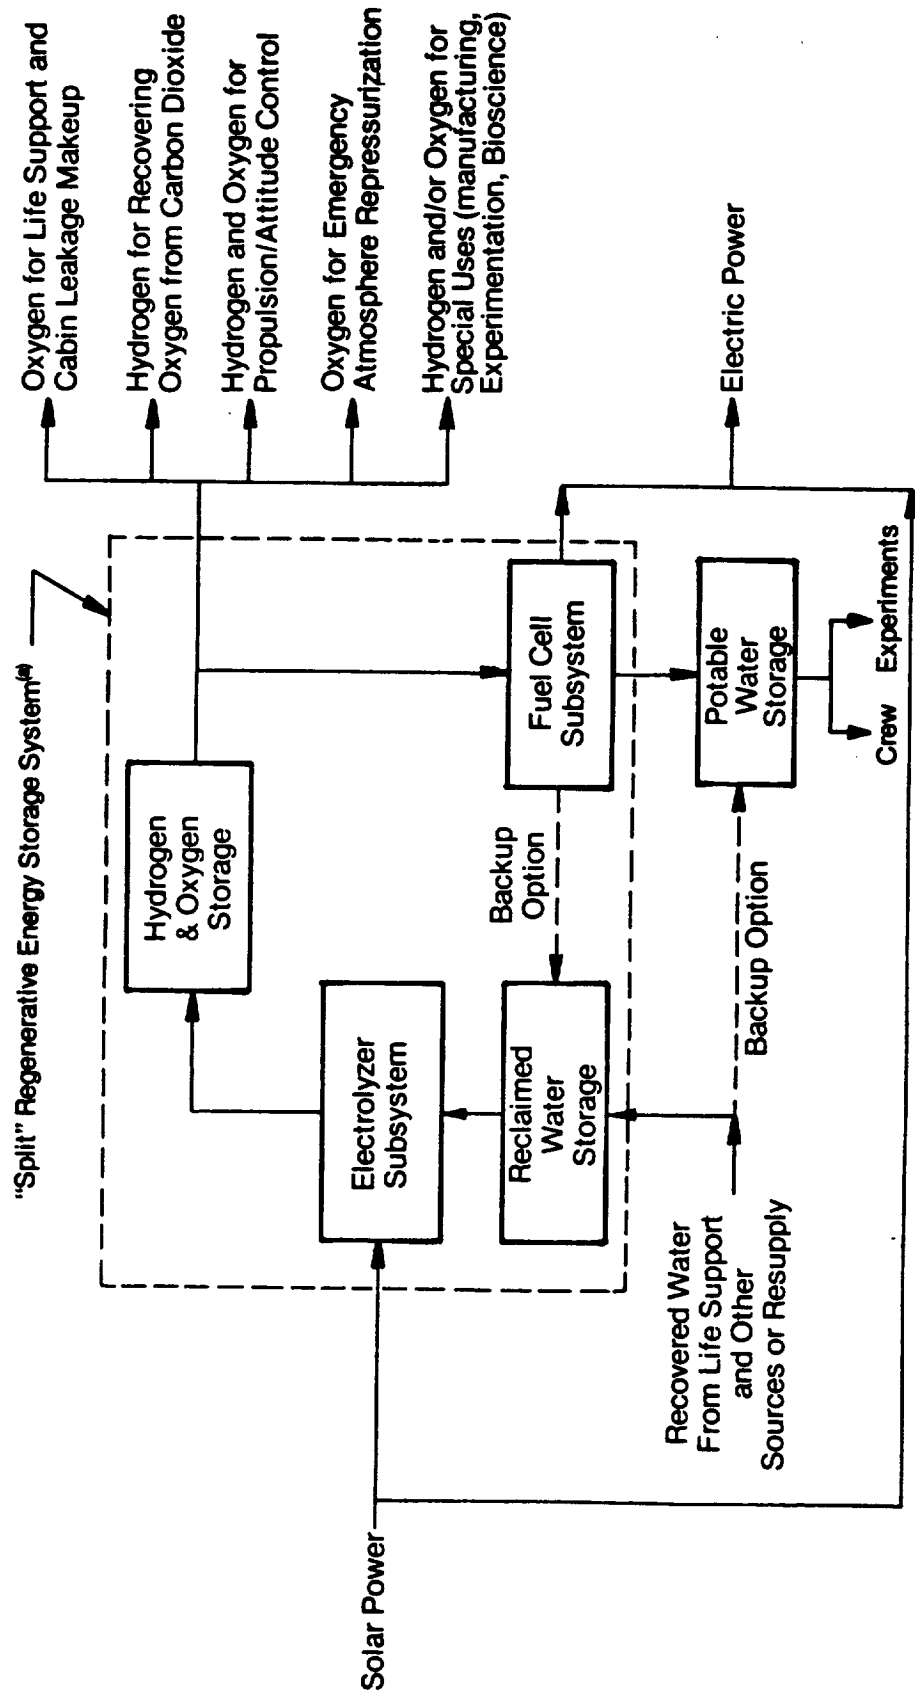 "Split" Regenerative Energy Storage System(a)
Oxygen for Life Support and
Cabin Leakage Makeup
Hydrogen for Recovering
Oxygen from Carbon Dioxide
Hydrogen and Oxygen for
Propulsion/Attitude Control
Oxygen for Emergency
Atmosphere Repressurization
Hydrogen and/or Oxygen for
Special Uses (manufacturing,
Experimentation, Bioscience)
Hydrogen
& Oxygen
Storage
Solar Power
Electrolyzer
Subsystem
Reclaimed
Water
Storage
Backup
Option
Fuel Cell
Subsystem
Electric Power
Recovered Water
From Life Support
and Other
Sources or Resupply
Backup Option
Potable
Water
Storage
Crew Experiments